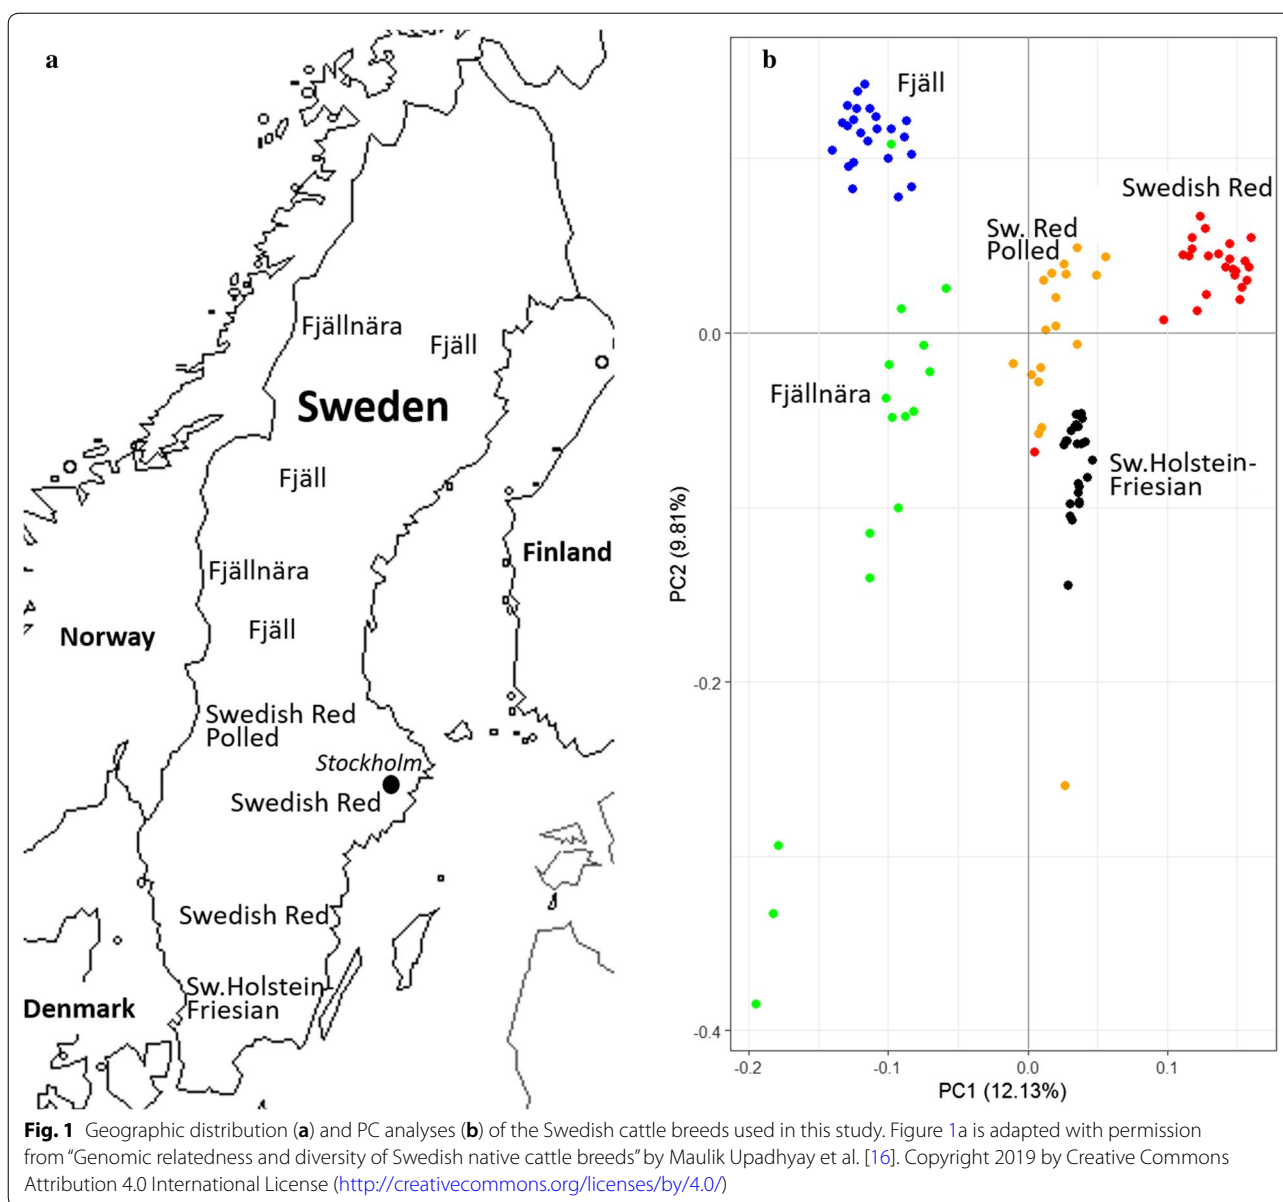 a
Fjällnära
Fjäll
Sweden
Fjäll
Finland
Fjällnära
Norway
Fjäll
Swedish Red
Polled
Stockholm
Swedish Red
Swedish Red
Sw.Holstein-
Friesian
Denmark
b
Fjäll
Swedish Red
Sw. Red
Polled
0.0
Fjällnära
Sw.Holstein-
Friesian
PC2 (9.81%)
-0.2
-0.4
-0.2
-0.1
0.0
0.1
PC1 (12.13%)
Fig. 1 Geographic distribution (a) and PC analyses (b) of the Swedish cattle breeds used in this study. Figure 1a is adapted with permission
from “Genomic relatedness and diversity of Swedish native cattle breeds” by Maulik Upadhyay et al. [16]. Copyright 2019 by Creative Commons
Attribution 4.0 International License (http://creativecommons.org/licenses/by/4.0/)